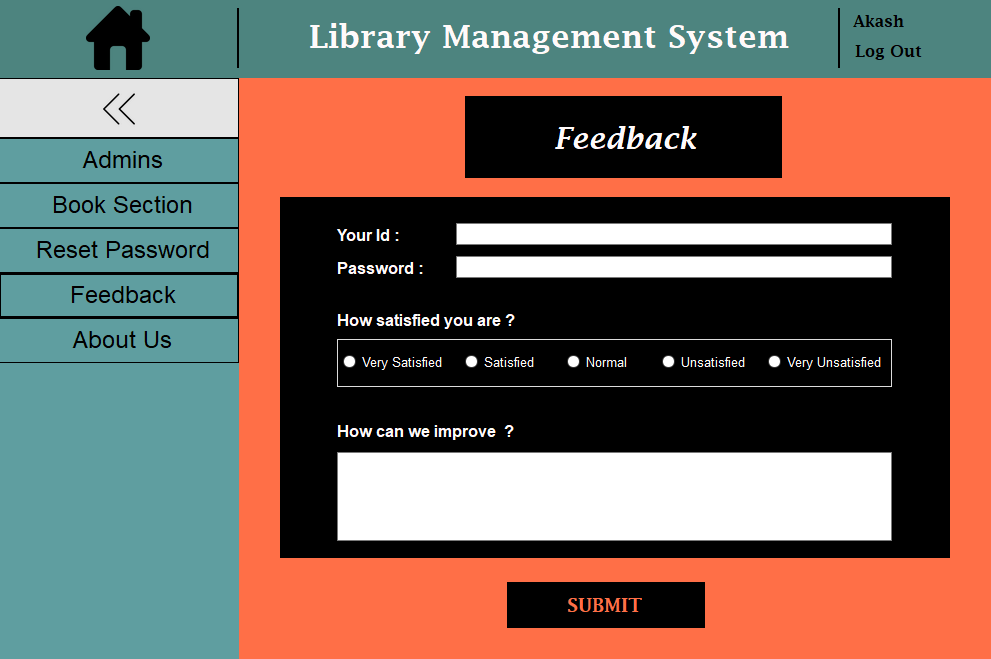 Library Management System
Akash
Log Out
Admins
Book Section
Reset Password
Feedback
About Us
Feedback
Your Id :
Password :
How satisfied you are ?
Very Satisfied Satisfied Normal Unsatisfied Very Unsatisfied
How can we improve  ?
SUBMIT